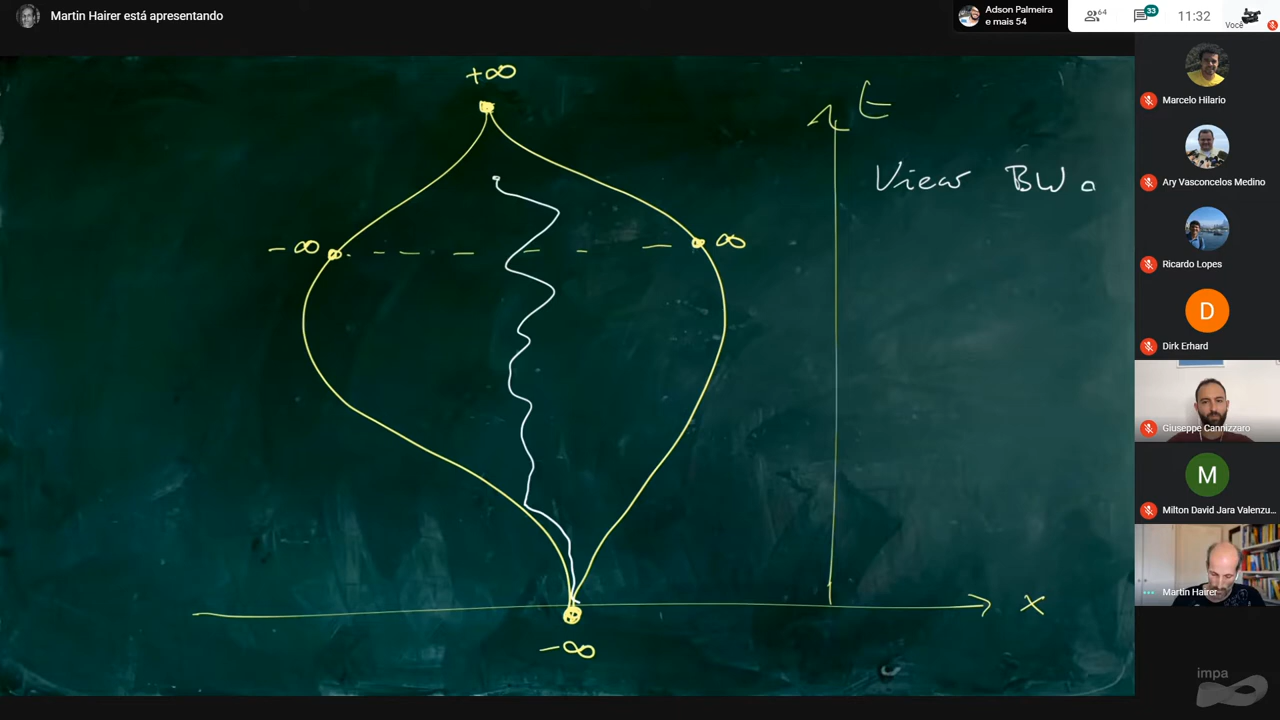 Martin Hairer está apresentando
Adson Palmeira
e mais 54
64
33
11:32
Você
+∞
t
View BW a
-∞
∞
x
-∞
Marcelo Hilario
Ary Vasconcelos Medino
Ricardo Lopes
D
Dirk Erhard
Giuseppe Cannizzaro
M
Milton David Jara Valenzu...
Martin Hairer
impa